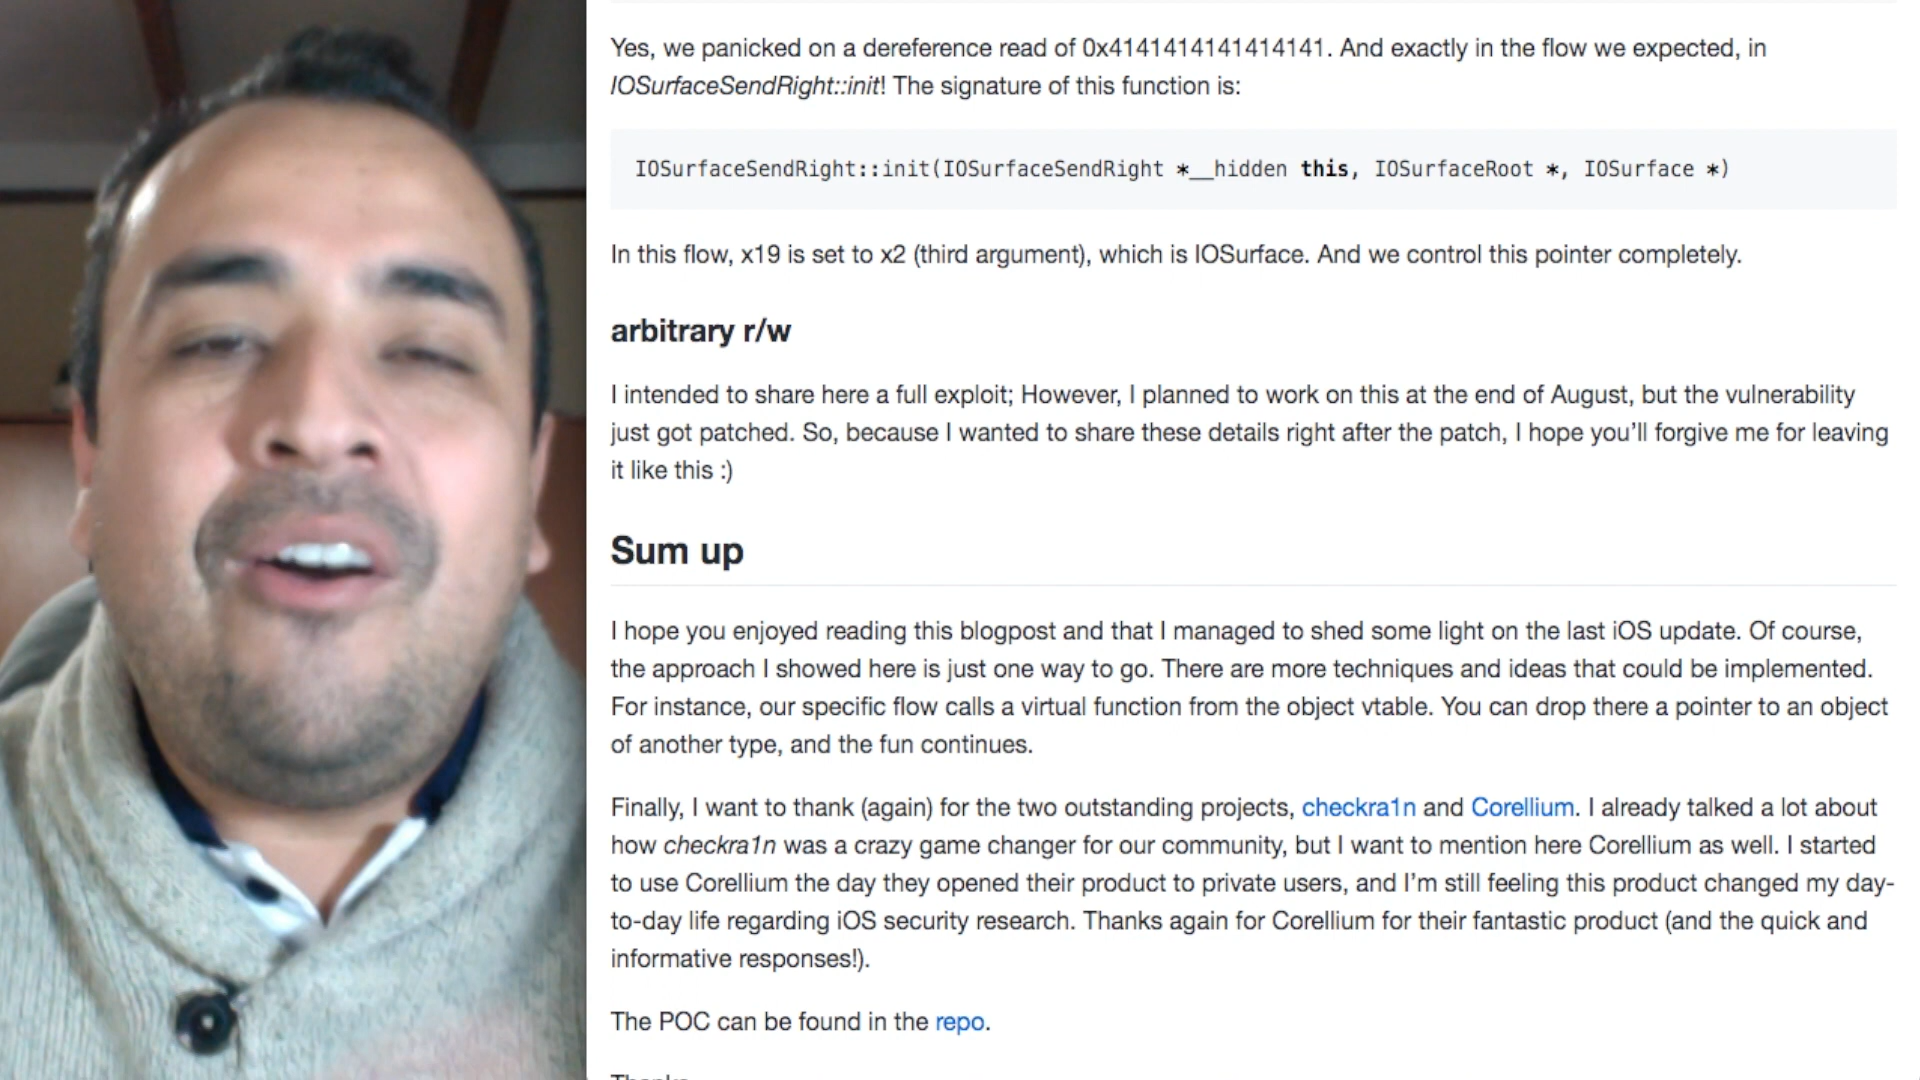 Yes, we panicked on a dereference read of 0x4141414141414141. And exactly in the flow we expected, in
IOSurfaceSendRight::init! The signature of this function is:
IOSurfaceSendRight::init(IOSurfaceSendRight *__hidden this, IOSurfaceRoot *, IOSurface *)
In this flow, x19 is set to x2 (third argument), which is IOSurface. And we control this pointer completely.
arbitrary r/w
I intended to share here a full exploit; However, I planned to work on this at the end of August, but the vulnerability
just got patched. So, because I wanted to share these details right after the patch, I hope you’ll forgive me for leaving
it like this :)
Sum up
I hope you enjoyed reading this blogpost and that I managed to shed some light on the last iOS update. Of course,
the approach I showed here is just one way to go. There are more techniques and ideas that could be implemented.
For instance, our specific flow calls a virtual function from the object vtable. You can drop there a pointer to an object
of another type, and the fun continues.
Finally, I want to thank (again) for the two outstanding projects, checkra1n and Corellium. I already talked a lot about
how checkra1n was a crazy game changer for our community, but I want to mention here Corellium as well. I started
to use Corellium the day they opened their product to private users, and I’m still feeling this product changed my day-
to-day life regarding iOS security research. Thanks again for Corellium for their fantastic product (and the quick and
informative responses!).
The POC can be found in the repo.